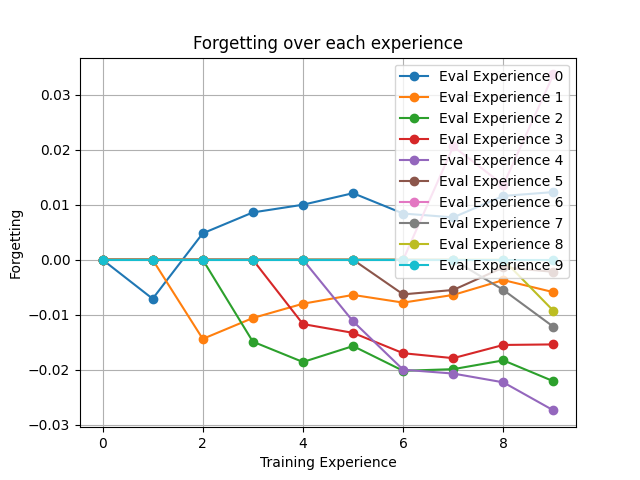 Forgetting over each experience
Eval Experience 0
Eval Experience 1
Eval Experience 2
Eval Experience 3
Eval Experience 4
Eval Experience 5
Eval Experience 6
Eval Experience 7
Eval Experience 8
Eval Experience 9
0.03
0.02
0.01
0.00
−0.01
−0.02
−0.03
Forgetting
0 2 4 6 8
Training Experience